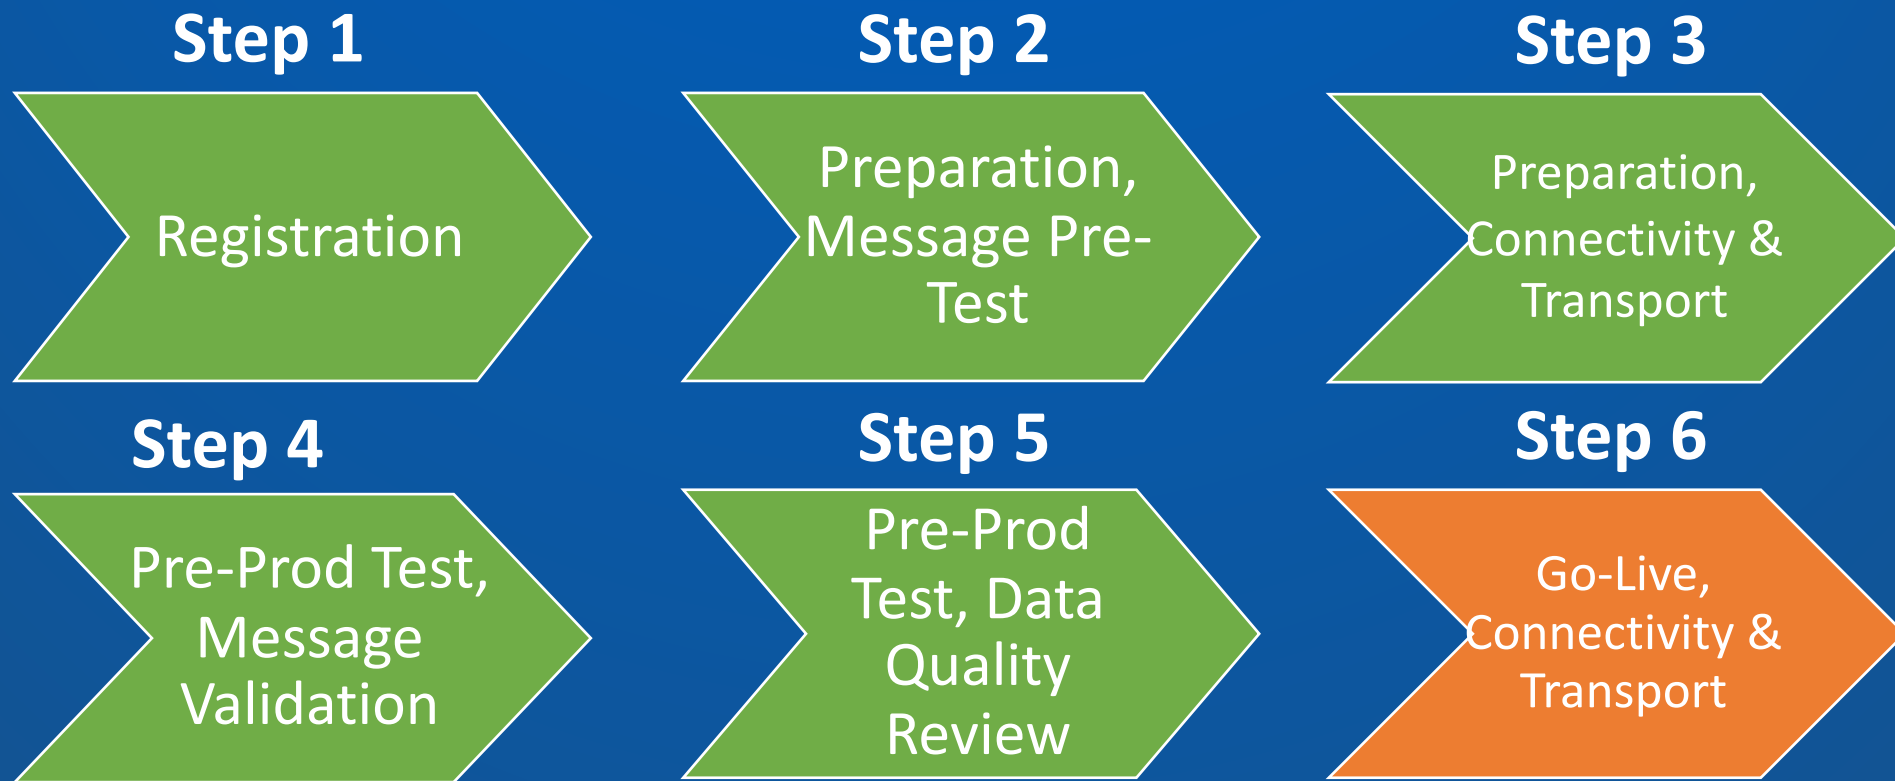 Step 1
Step 2
Step 3
Registration
Preparation,
Message Pre-
Test
Preparation,
Connectivity &
Transport
Step 4
Step 5
Step 6
Pre-Prod Test,
Message
Validation
Pre-Prod
Test, Data
Quality
Review
Go-Live,
Connectivity &
Transport